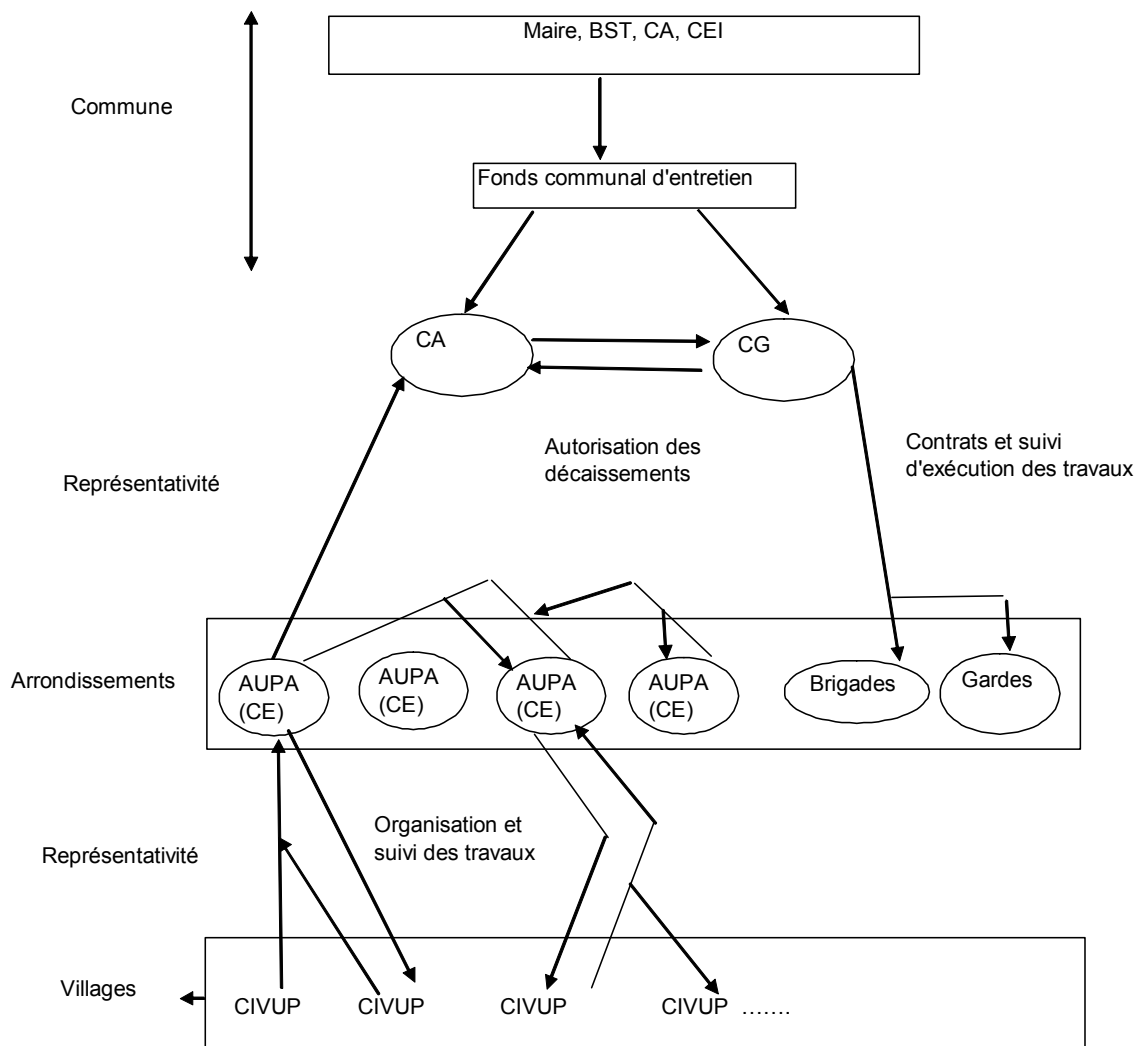 Maire, BST, CA, CEI
Commune
Fonds communal d'entretien
CA
CG
Autorisation des
décaissements
Contrats et suivi
d'exécution des travaux
Représentativité
Arrondissements
AUPA
(CE)
AUPA
(CE)
AUPA
(CE)
AUPA
(CE)
Brigades
Gardes
Organisation et
suivi des travaux
Représentativité
Villages
CIVUP
CIVUP
CIVUP
CIVUP .......